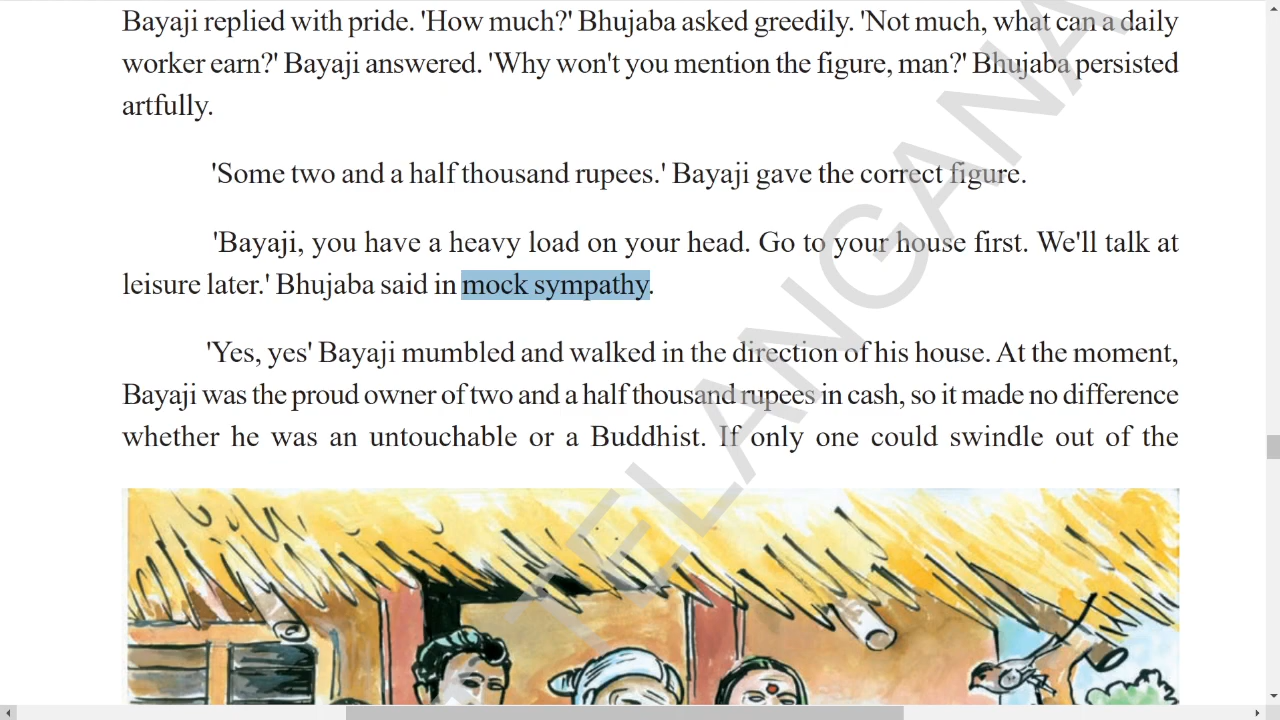 Bayaji replied with pride. 'How much?' Bhujaba asked greedily. 'Not much, what can a daily
worker earn?' Bayaji answered. 'Why won't you mention the figure, man?' Bhujaba persisted
artfully.
'Some two and a half thousand rupees.' Bayaji gave the correct figure.
'Bayaji, you have a heavy load on your head. Go to your house first. We'll talk at
leisure later.' Bhujaba said in mock sympathy.
'Yes, yes' Bayaji mumbled and walked in the direction of his house. At the moment,
Bayaji was the proud owner of two and a half thousand rupees in cash, so it made no difference
whether he was an untouchable or a Buddhist. If only one could swindle out of the
TELANGANA